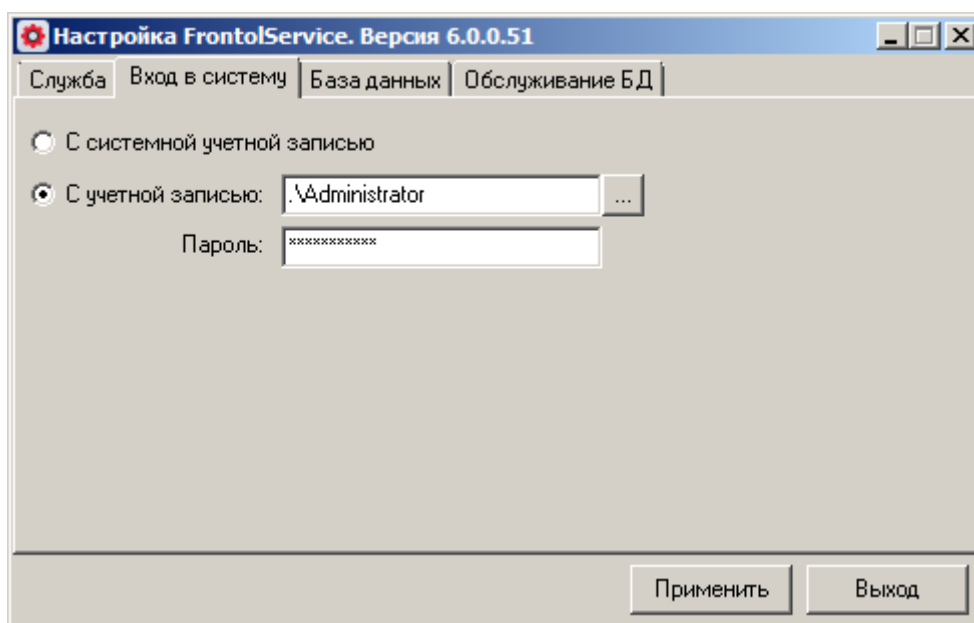 Настройка FrontolService. Версия 6.0.0.51
Служба Вход в систему База данных Обслуживание БД
С системной учетной записью
С учетной записью: .\Administrator ...
Пароль: ***********
Применить Выход